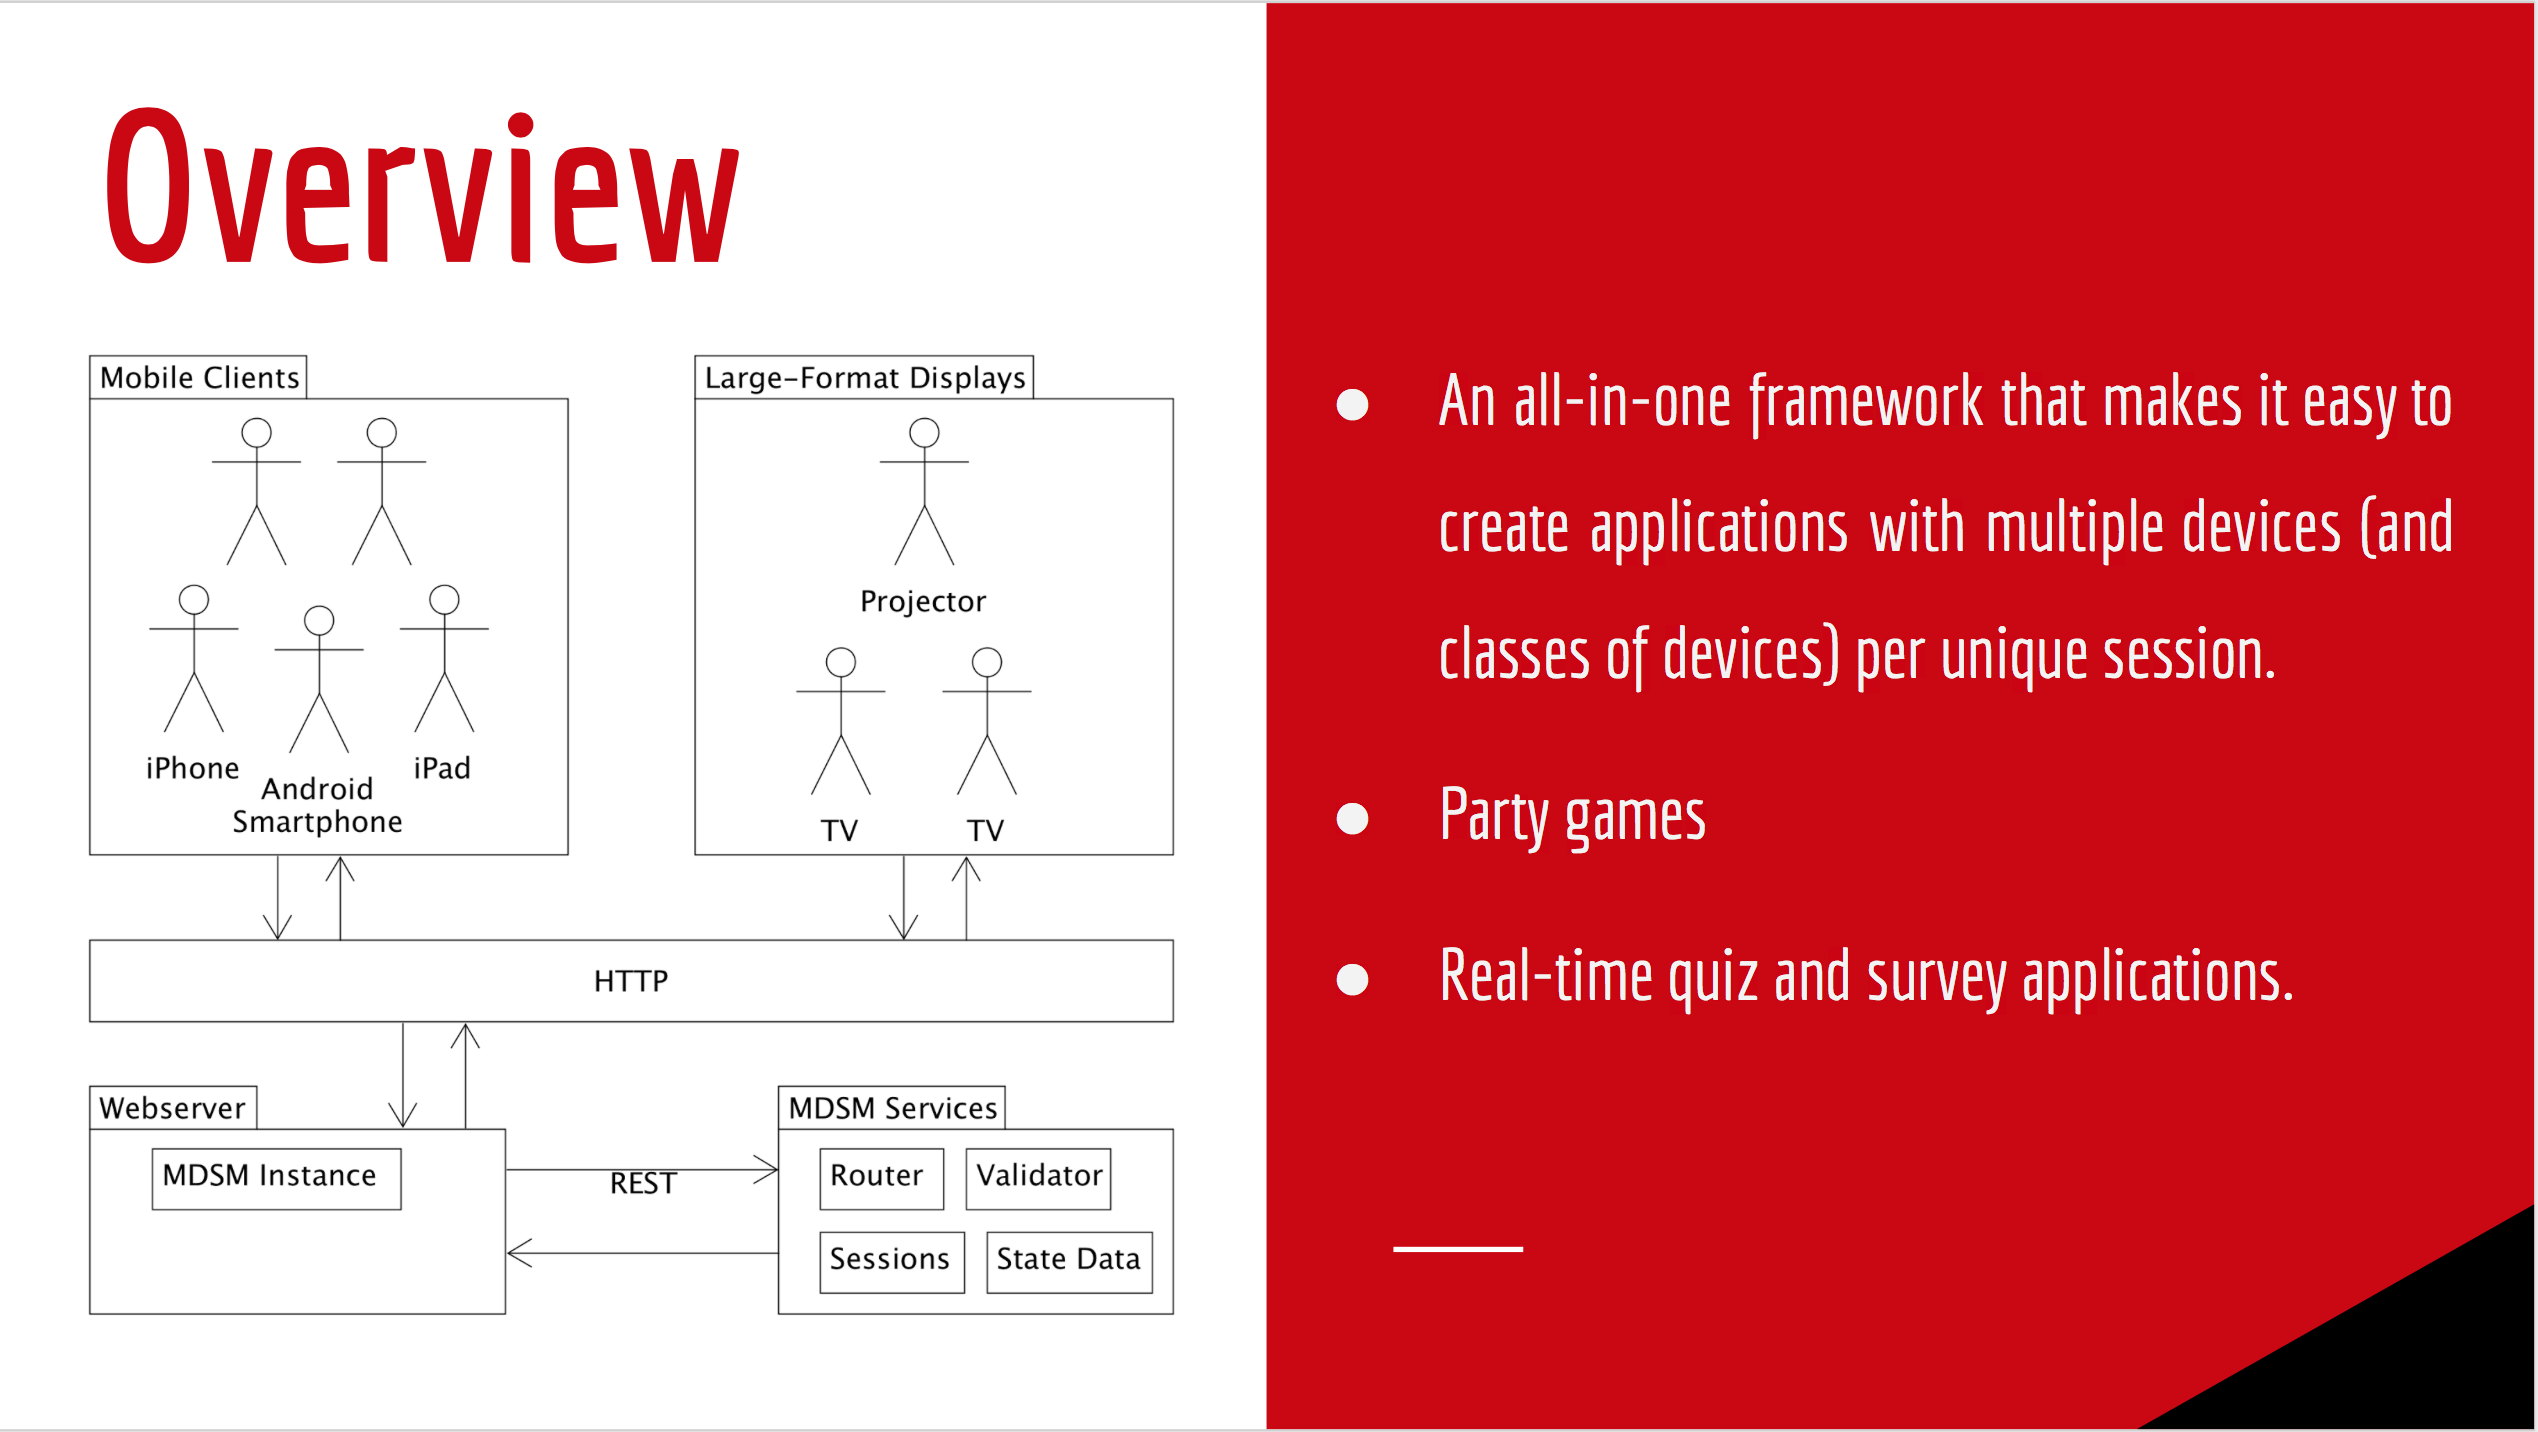 Overview
Mobile Clients
iPhone
Android
Smartphone
iPad
Large-Format Displays
Projector
TV
TV
HTTP
Webserver
MDSM Instance
REST
MDSM Services
Router
Validator
Sessions
State Data
● An all-in-one framework that makes it easy to
create applications with multiple devices (and
classes of devices) per unique session.
● Party games
● Real-time quiz and survey applications.